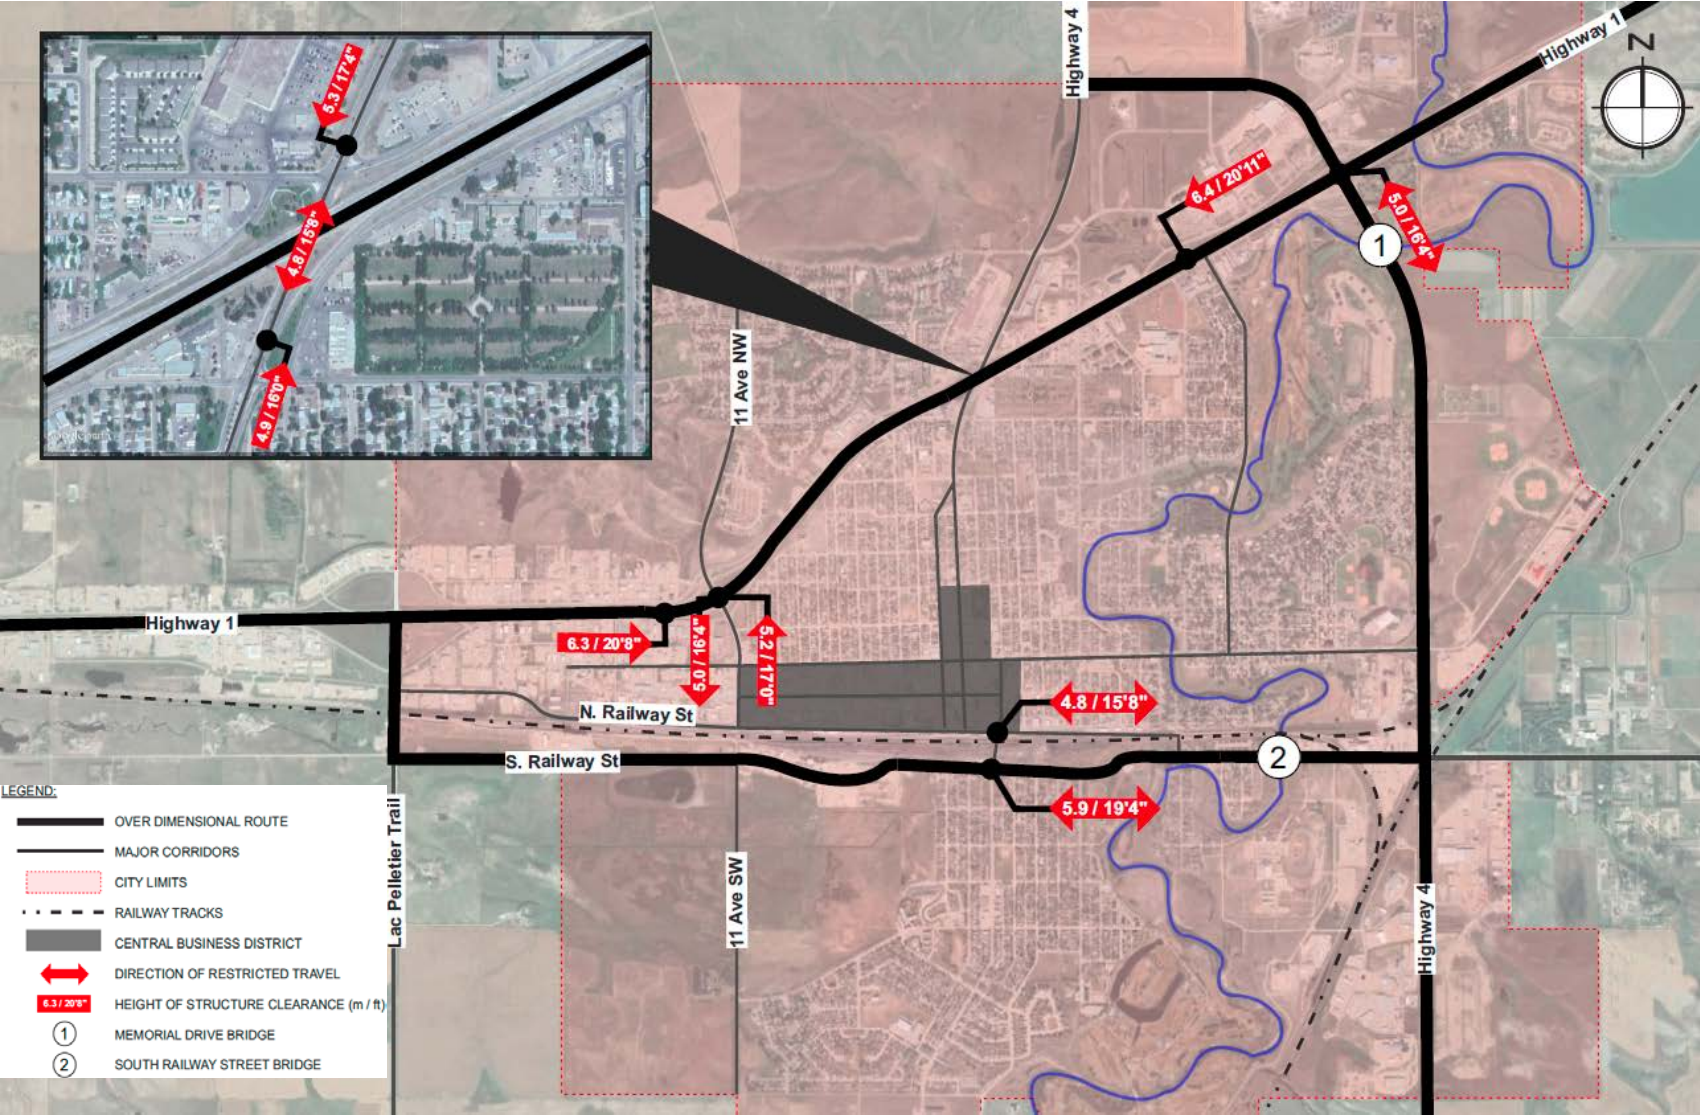 Highway 4
Highway 1
N
5.3 / 17'4"
4.8 / 15'8"
4.9 / 16'0"
6.4 / 20'11"
5.0 / 16'4"
1
11 Ave NW
Highway 1
6.3 / 20'8"
5.0 / 16'4"
5.2 / 17'0"
N. Railway St
4.8 / 15'8"
S. Railway St
2
5.9 / 19'4"
Lac Pelletier Trail
11 Ave SW
Highway 4
LEGEND:
OVER DIMENSIONAL ROUTE
MAJOR CORRIDORS
CITY LIMITS
RAILWAY TRACKS
CENTRAL BUSINESS DISTRICT
DIRECTION OF RESTRICTED TRAVEL
6.3 / 20'8" HEIGHT OF STRUCTURE CLEARANCE (m / ft)
1 MEMORIAL DRIVE BRIDGE
2 SOUTH RAILWAY STREET BRIDGE